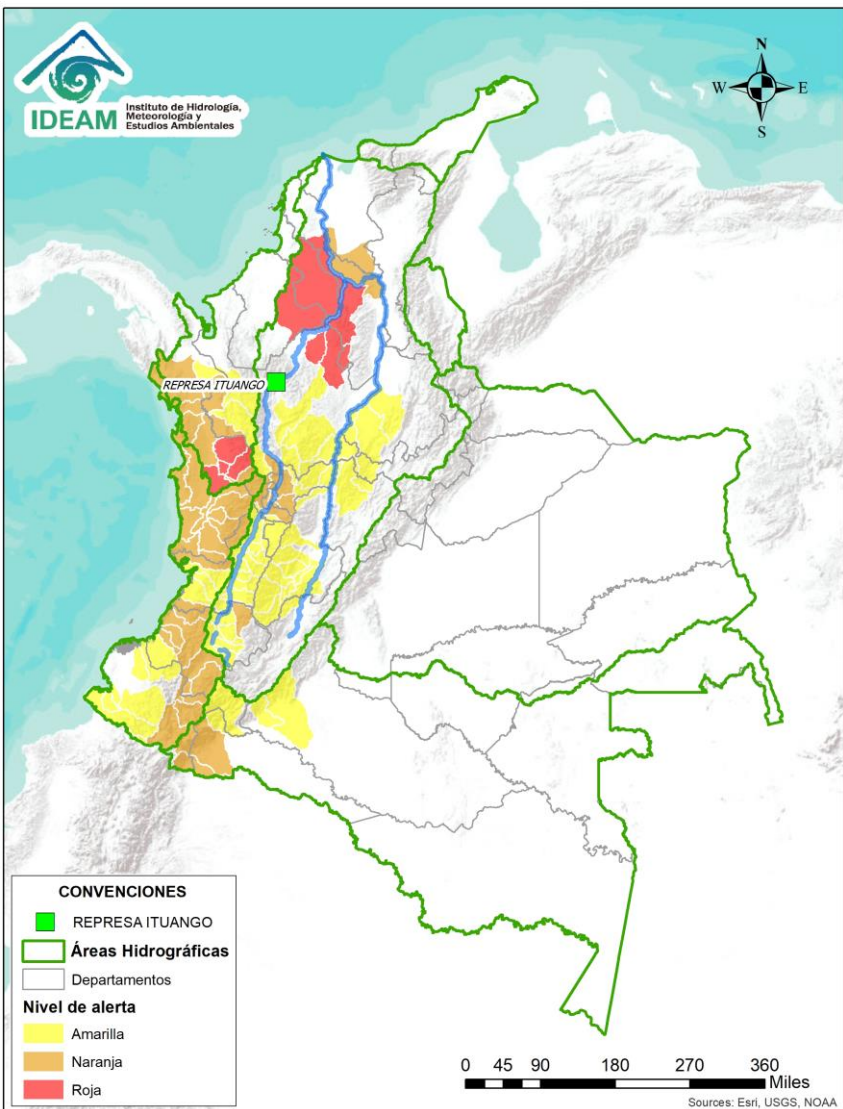 IDEAM
Instituto de Hidrología,
Meteorología y
Estudios Ambientales
N
W
E
S
REPRESA ITUANGO
CONVENCIONES
REPRESA ITUANGO
Áreas Hidrográficas
Departamentos
Nivel de alerta
Amarilla
Naranja
Roja
0 45 90 180 270 360
Miles
Sources: Esri, USGS, NOAA